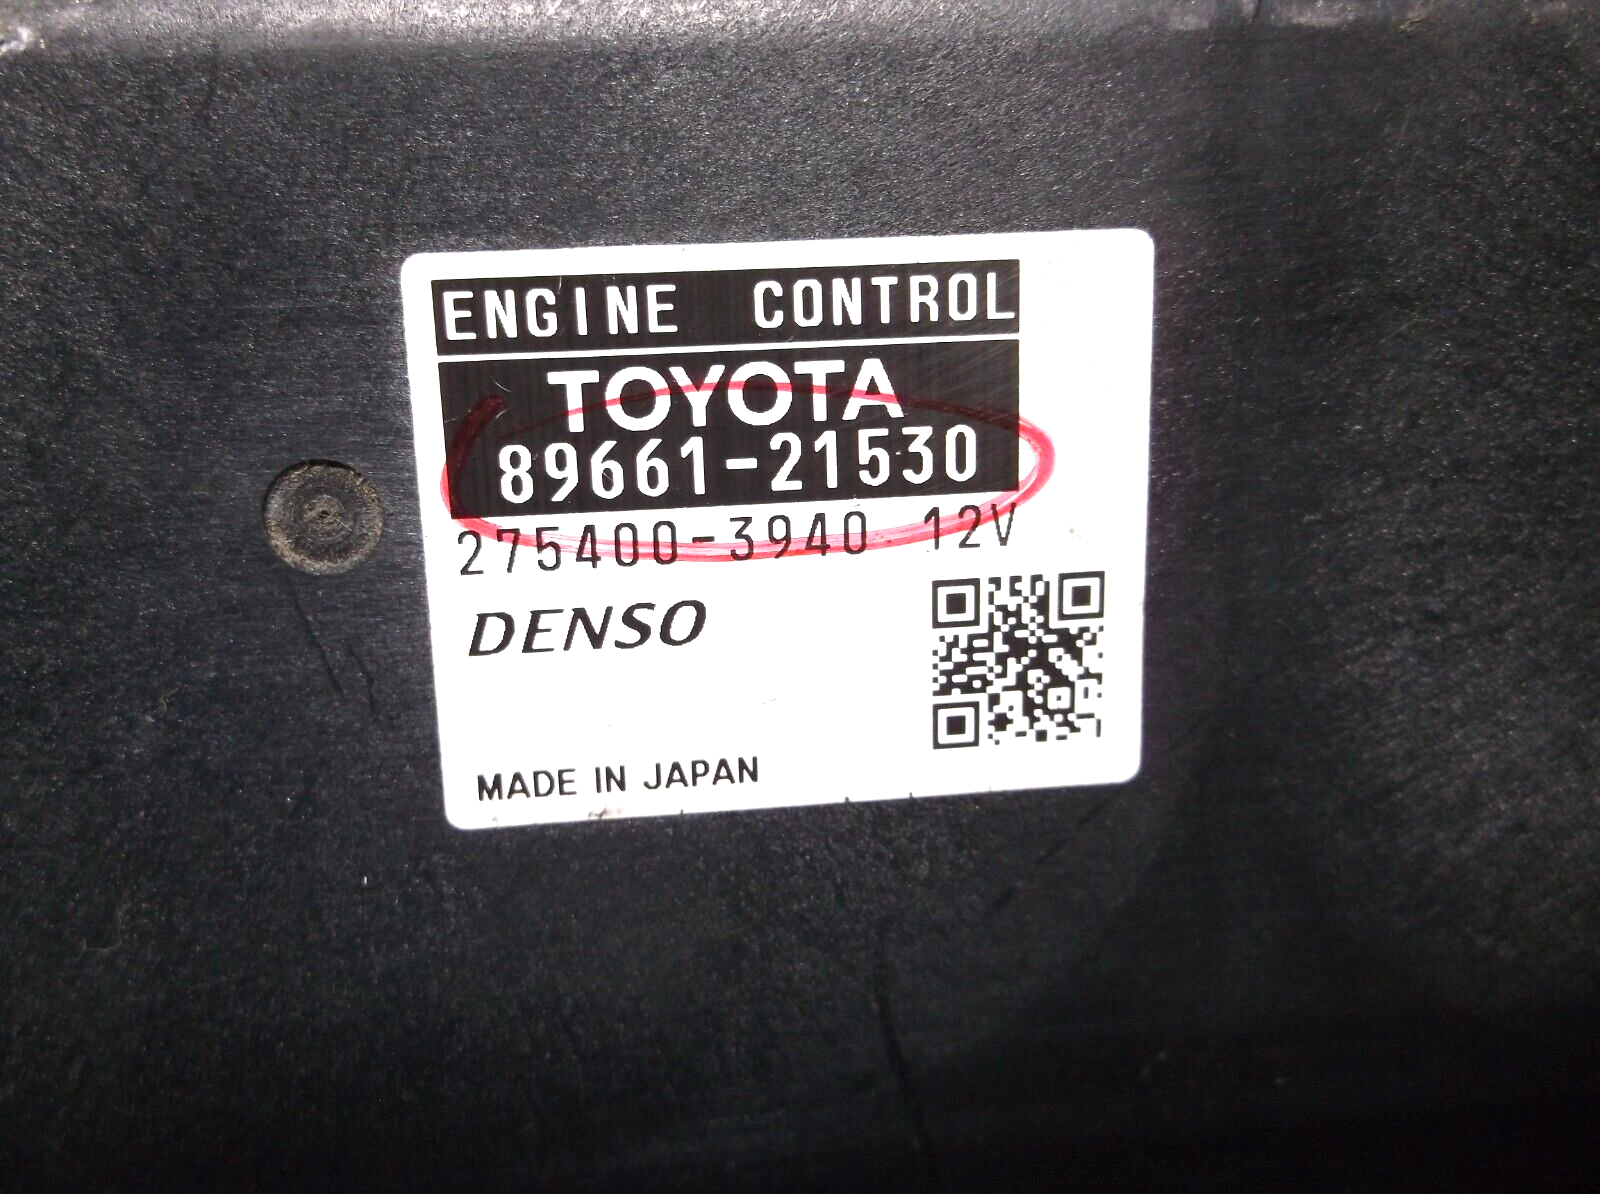 ENGINE CONTROL
TOYOTA
89661-21530
275400-3940 12V
DENSO
MADE IN JAPAN